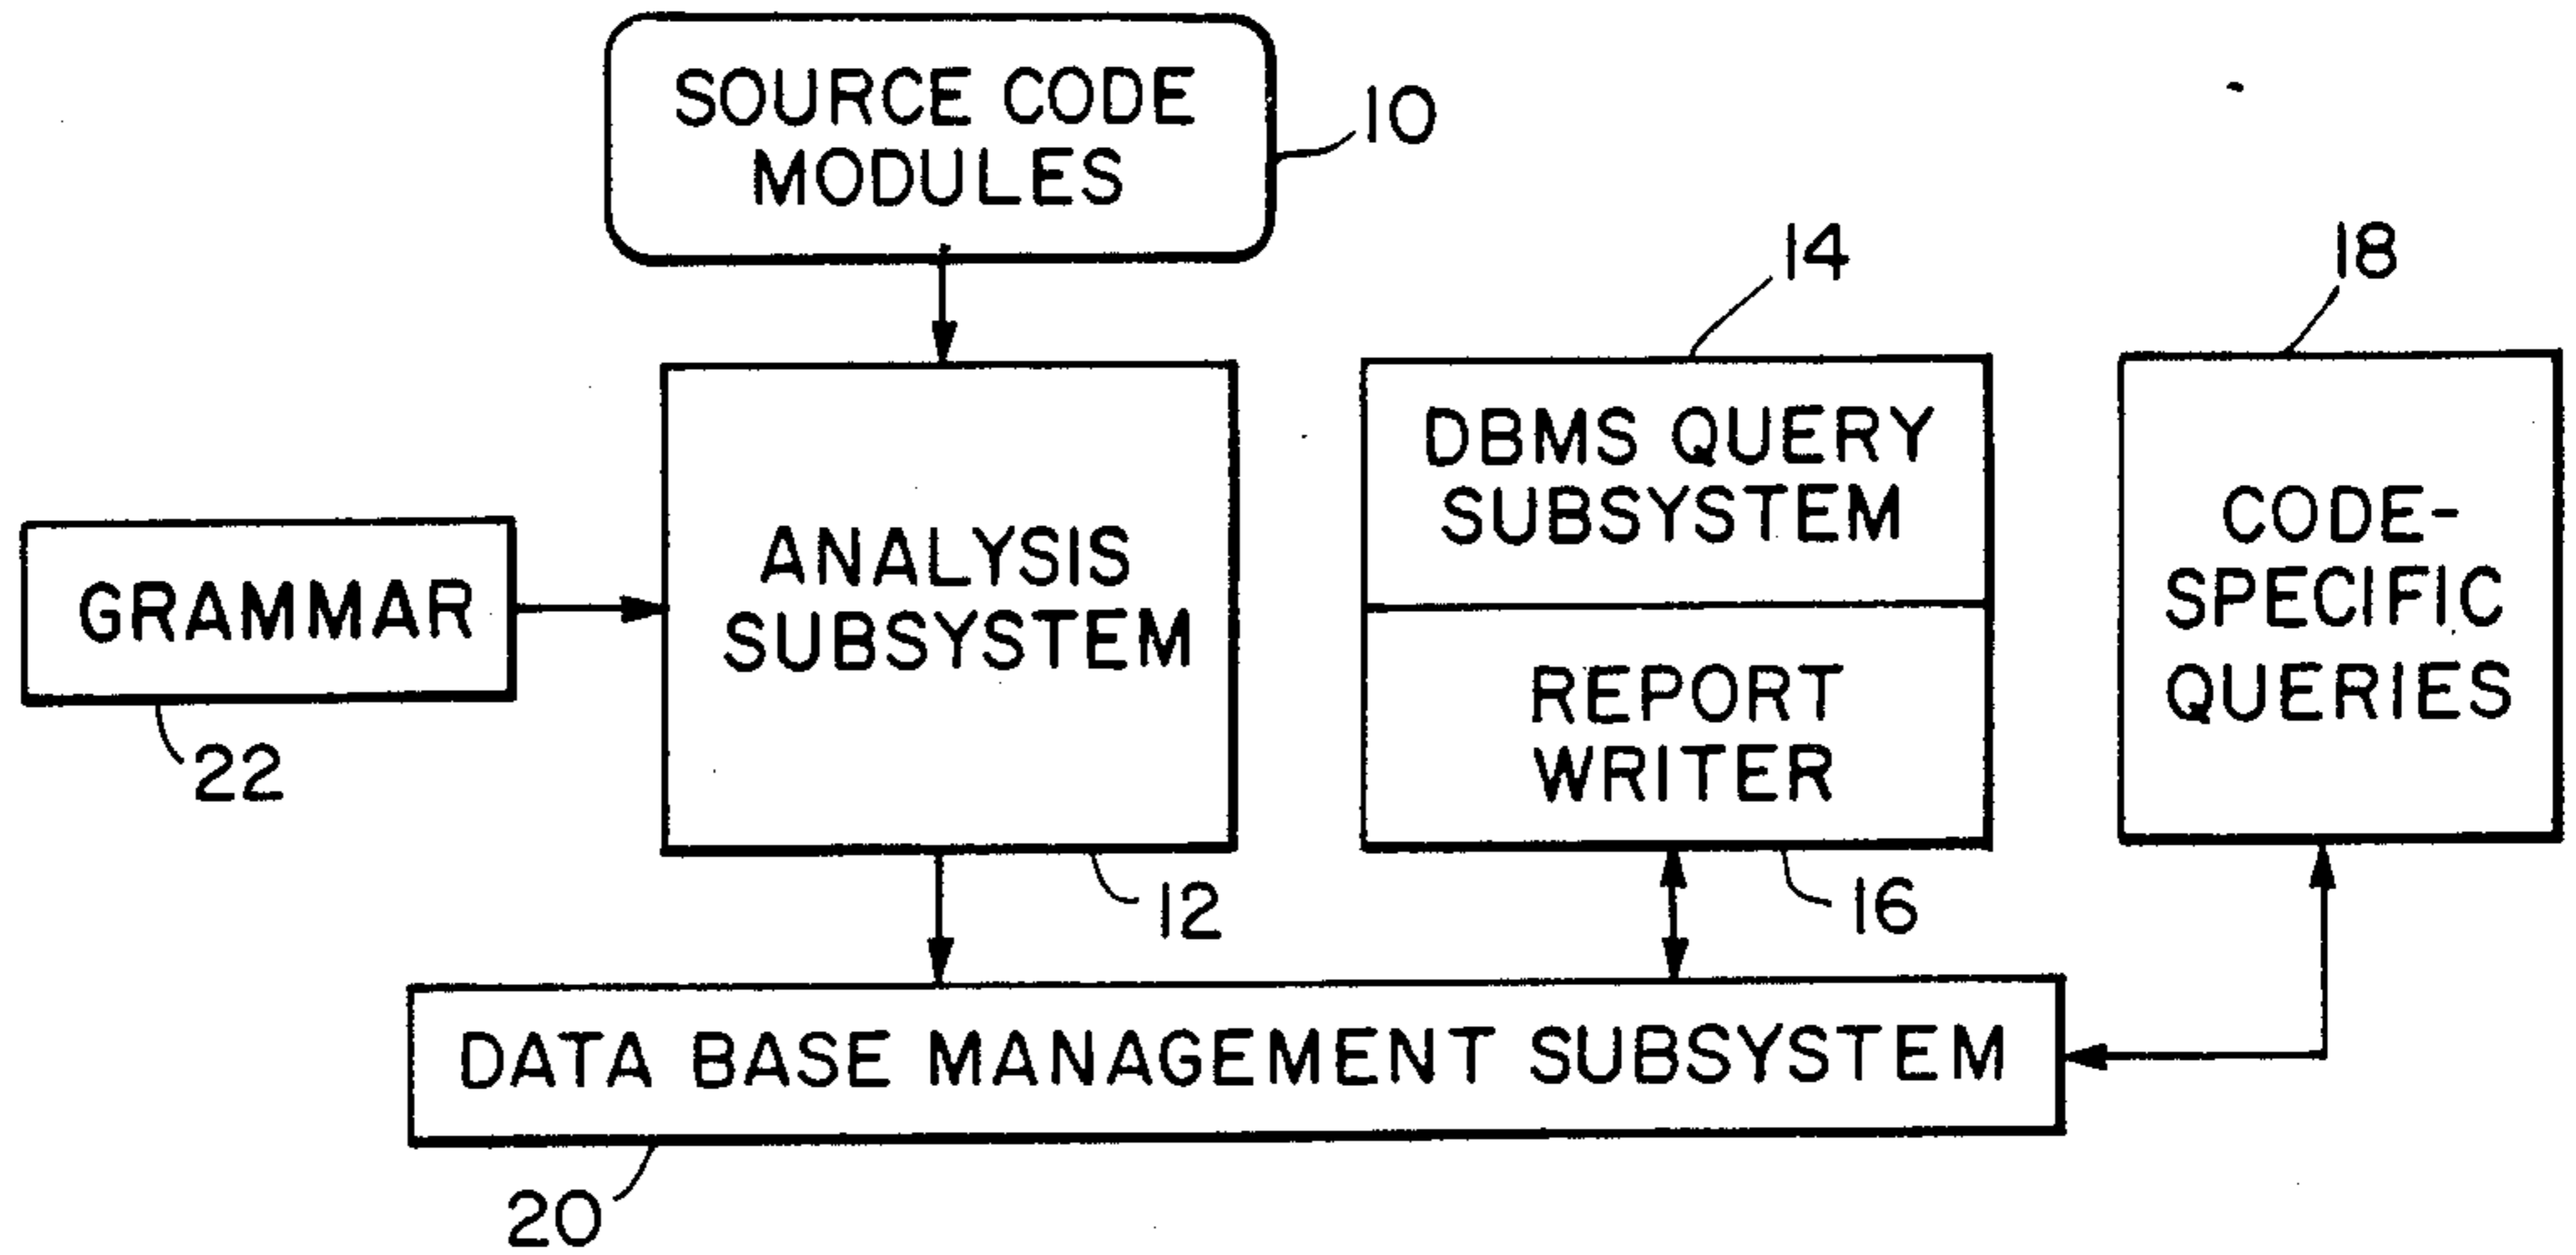 SOURCE CODE
MODULES
10
14
18
DBMS QUERY
SUBSYSTEM
CODE-
SPECIFIC
QUERIES
ANALYSIS
SUBSYSTEM
GRAMMAR
REPORT
WRITER
22
12
16
DATA BASE MANAGEMENT SUBSYSTEM
20